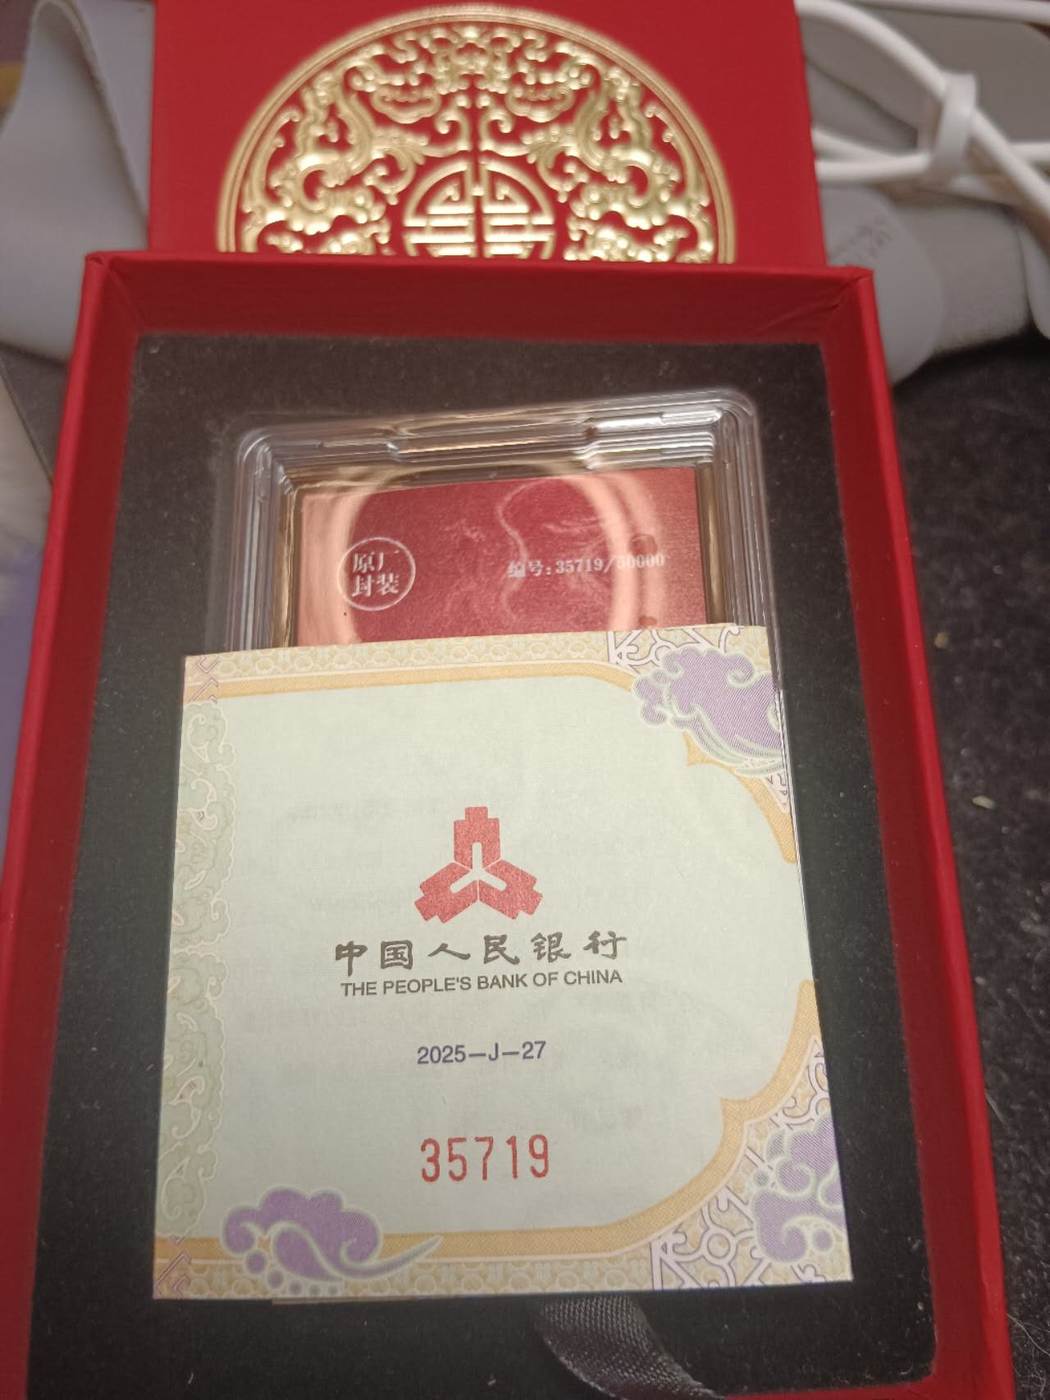 原厂
封装
编号:35719/50000
中国人民银行
THE PEOPLE'S BANK OF CHINA
2025-J-27
35719